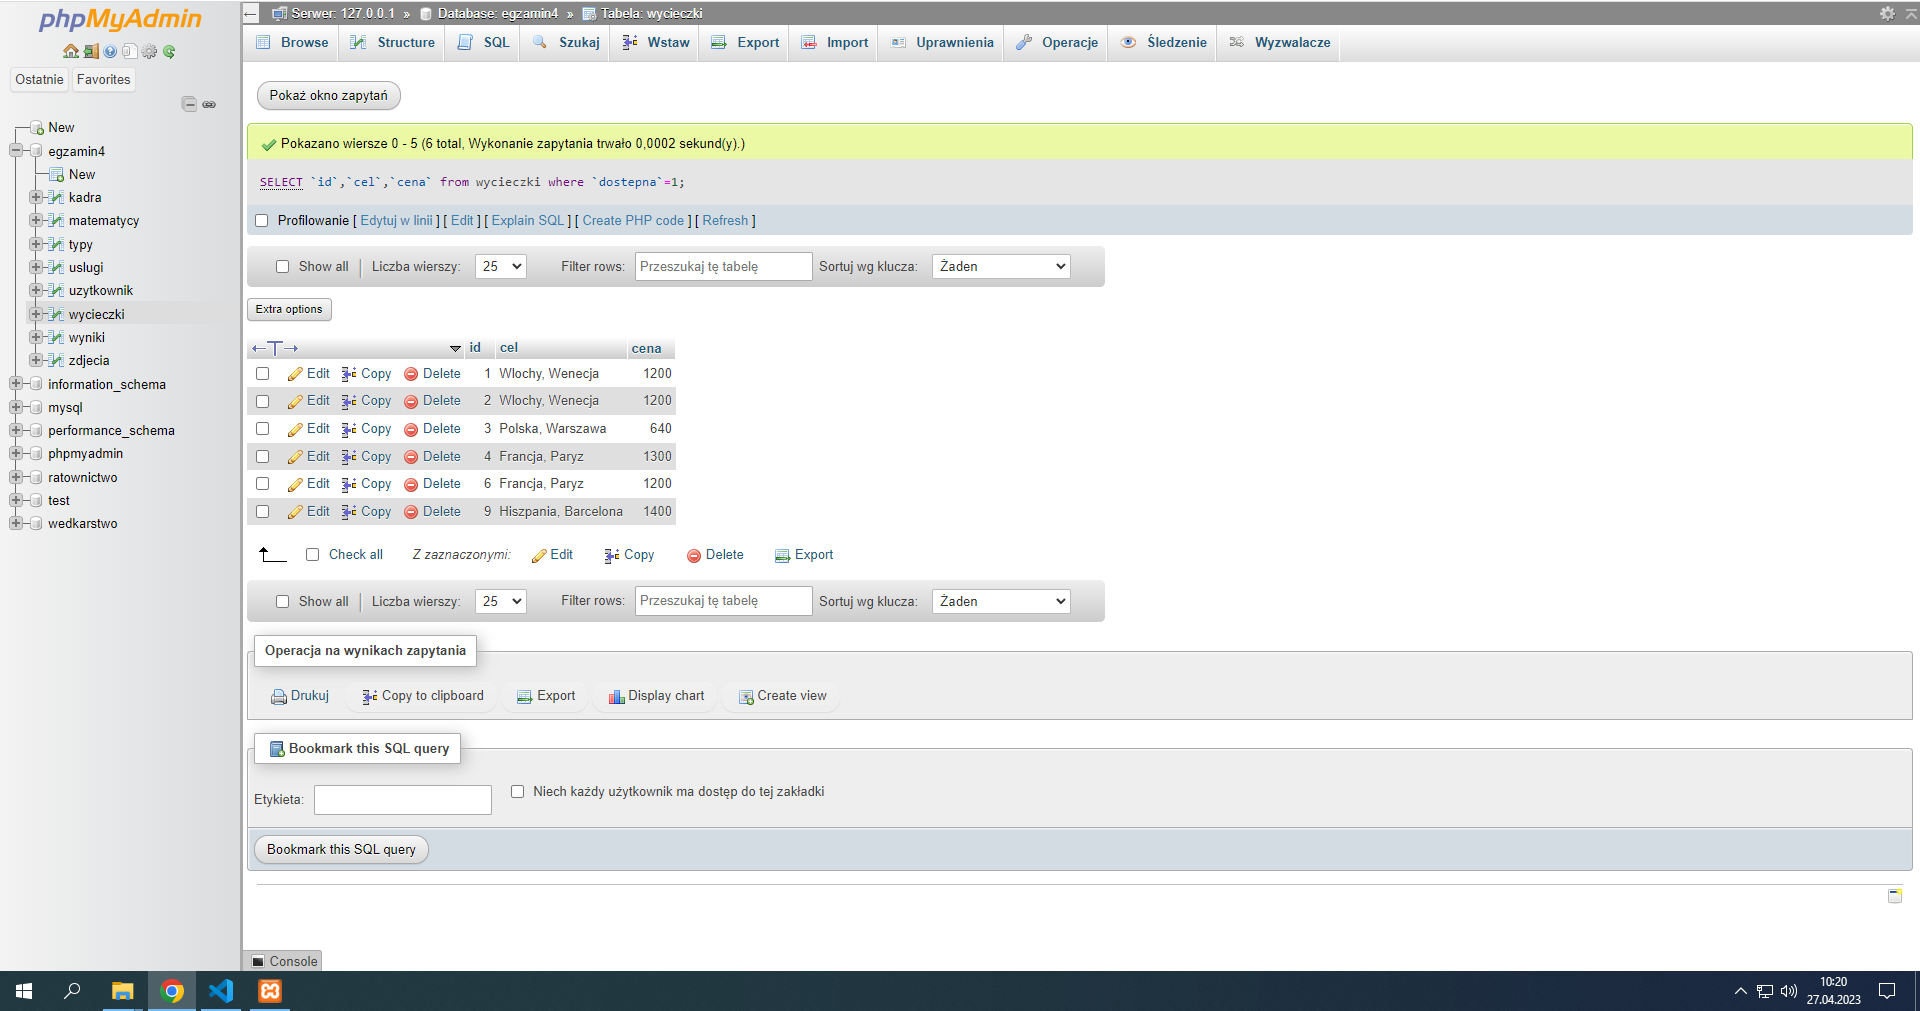 phpMyAdmin
Ostatnie Favorites
New
egzamin4
New
kadra
matematycy
typy
uslugi
uzytkownik
wycieczki
wyniki
zdjecia
information_schema
mysql
performance_schema
phpmyadmin
ratownictwo
test
wedkarstwo
Serwer: 127.0.0.1 » Database: egzamin4 » Tabela: wycieczki
Browse Structure SQL Szukaj Wstaw Export Import Uprawnienia Operacje Śledzenie Wyzwalacze
Pokaż okno zapytań
Pokazano wiersze 0 - 5 (6 total, Wykonanie zapytania trwało 0,0002 sekund(y).)
SELECT `id`,`cel`,`cena` from wycieczki where `dostepna`=1;
Profilowanie [ Edytuj w linii ] [ Edit ] [ Explain SQL ] [ Create PHP code ] [ Refresh ]
Show all Liczba wierszy: 25 Filter rows: Przeszukaj tę tabelę Sortuj wg klucza: Żaden
Extra options
←T→ id cel cena
Edit Copy Delete 1 Wlochy, Wenecja 1200
Edit Copy Delete 2 Wlochy, Wenecja 1200
Edit Copy Delete 3 Polska, Warszawa 640
Edit Copy Delete 4 Francja, Paryz 1300
Edit Copy Delete 6 Francja, Paryz 1200
Edit Copy Delete 9 Hiszpania, Barcelona 1400
Check all Z zaznaczonymi: Edit Copy Delete Export
Show all Liczba wierszy: 25 Filter rows: Przeszukaj tę tabelę Sortuj wg klucza: Żaden
Operacja na wynikach zapytania
Drukuj Copy to clipboard Export Display chart Create view
Bookmark this SQL query
Etykieta: Niech każdy użytkownik ma dostęp do tej zakładki
Bookmark this SQL query
Console
10:20
27.04.2023